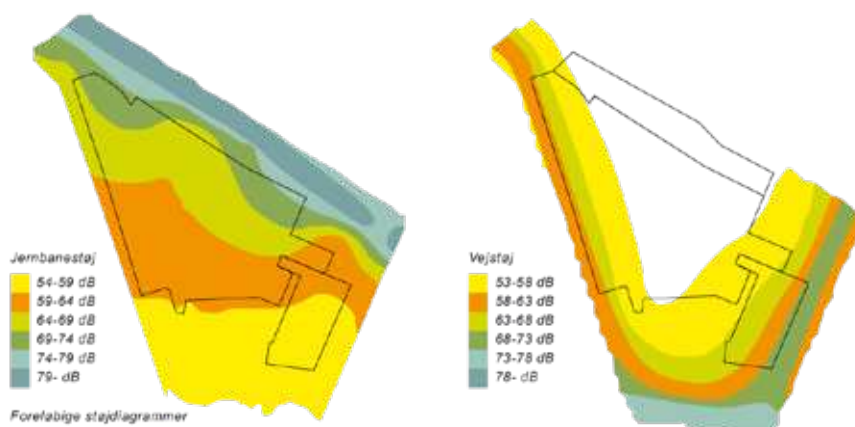 Jernbanestøj
54-59 dB
59-64 dB
64-69 dB
69-74 dB
74-79 dB
79- dB
Foreløbige støjdiagrammer
Vejstøj
53-58 dB
58-63 dB
63-68 dB
68-73 dB
73-78 dB
78- dB